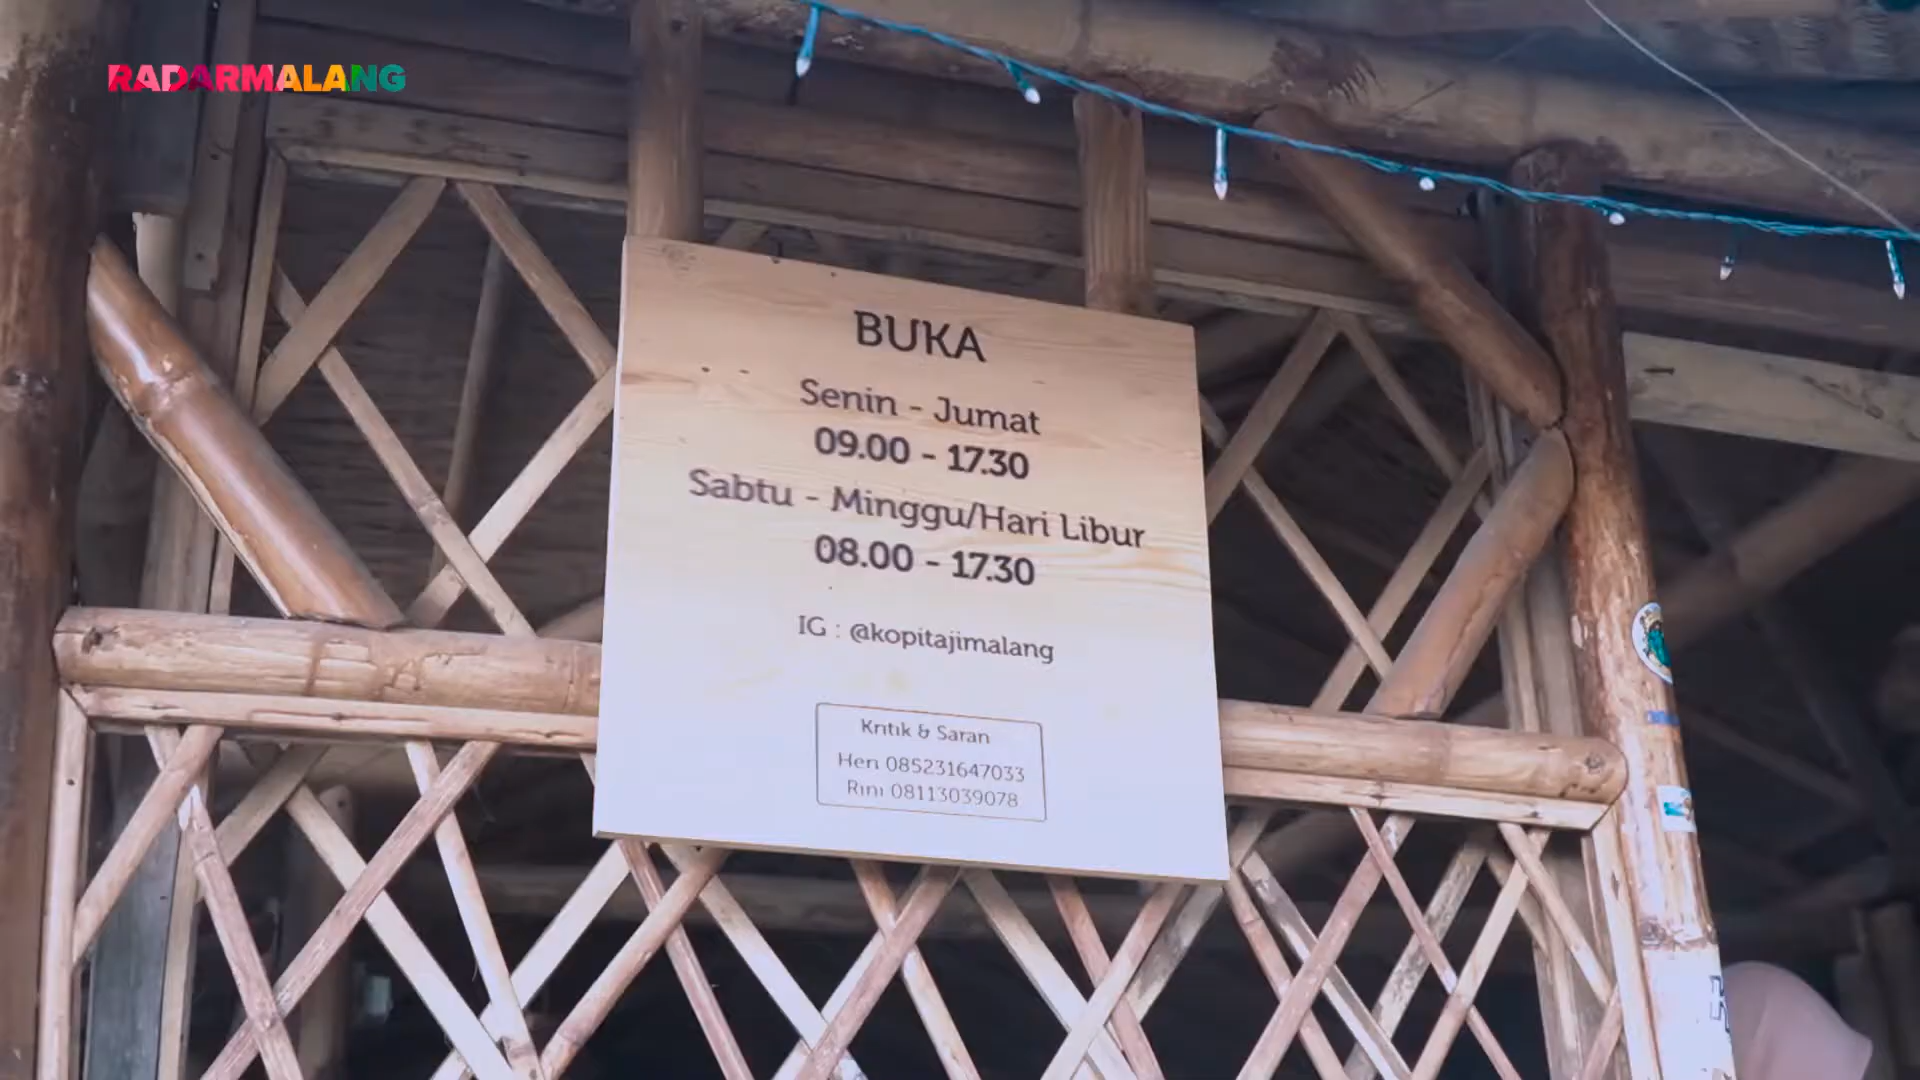 RADARMALANG
BUKA
Senin - Jumat
09.00 - 17.30
Sabtu - Minggu/Hari Libur
08.00 - 17.30
IG : @kopitajimalang
Kritik & Saran
Heri 085231647033
Rini 08113039078